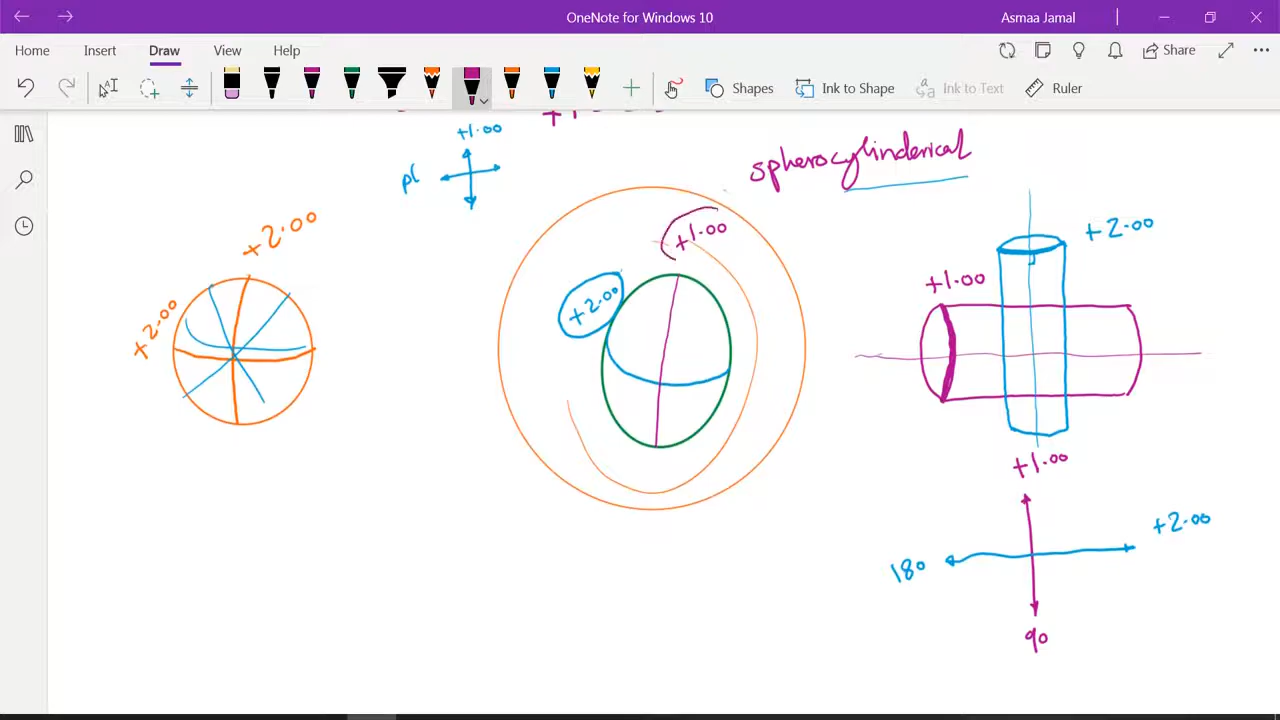 OneNote for Windows 10
Asmaa Jamal
Home Insert Draw View Help
Share
Shapes
Ink to Shape
Ink to Text
Ruler
+1.00
pl
spherocylinderical
+2.00
+2.00
+1.00
+2.00
+2.00
+1.00
+1.00
+2.00
180
90